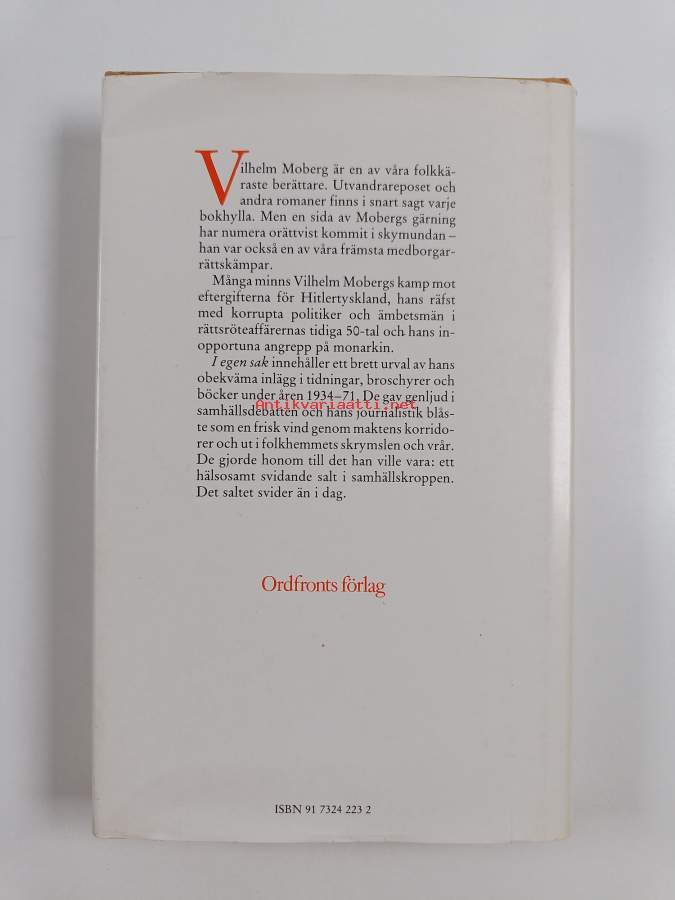 Vilhelm Moberg är en av våra folkkä-
raste berättare. Utvandrareposet och
andra romaner finns i snart sagt varje
bokhylla. Men en sida av Mobergs gärning
har numera orättvist kommit i skymundan –
han var också en av våra främsta medborgar-
rättskämpar.
Många minns Vilhelm Mobergs kamp mot
eftergifterna för Hitlertyskland, hans räfst
med korrupta politiker och ämbetsmän i
rättsröteaffärernas tidiga 50-tal och hans in-
opportuna angrepp på monarkin.
I egen sak innehåller ett brett urval av hans
obekväma inlägg i tidningar, broschyrer och
böcker under åren 1934–71. De gav genljud i
Antikvariaatti.net
samhällsdebatten och hans journalistik blås-
te som en frisk vind genom maktens korrido-
rer och ut i folkhemmets skrymslen och vrår.
De gjorde honom till det han ville vara: ett
hälsosamt svidande salt i samhällskroppen.
Det saltet svider än i dag.
Ordfronts förlag
ISBN 91 7324 223 2